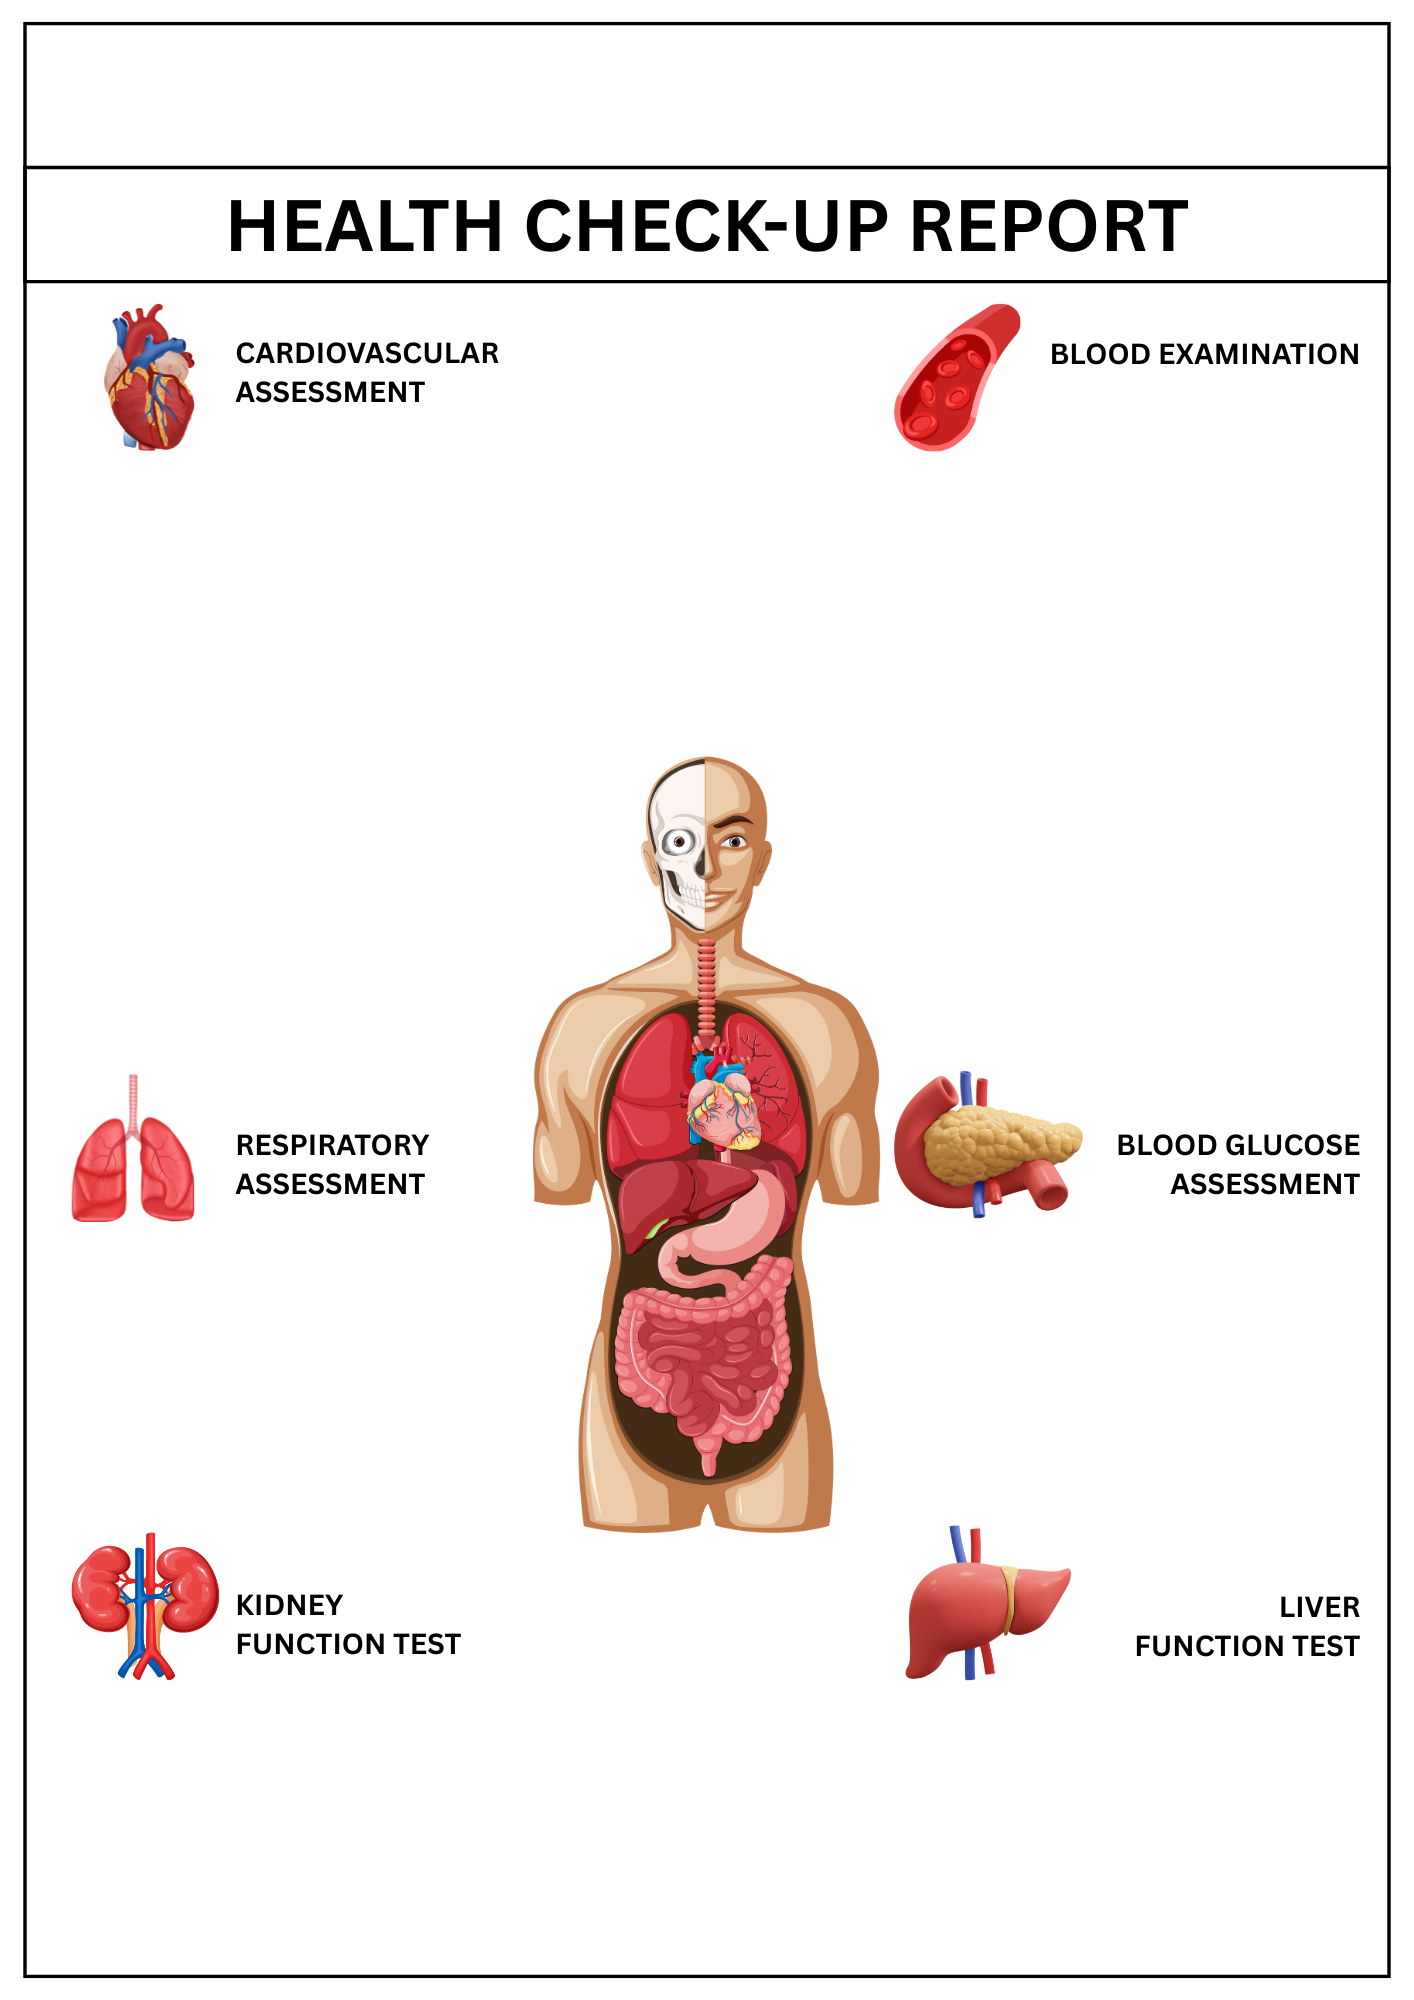 HEALTH CHECK-UP REPORT
CARDIOVASCULAR
ASSESSMENT
BLOOD EXAMINATION
RESPIRATORY
ASSESSMENT
BLOOD GLUCOSE
ASSESSMENT
KIDNEY
FUNCTION TEST
LIVER
FUNCTION TEST